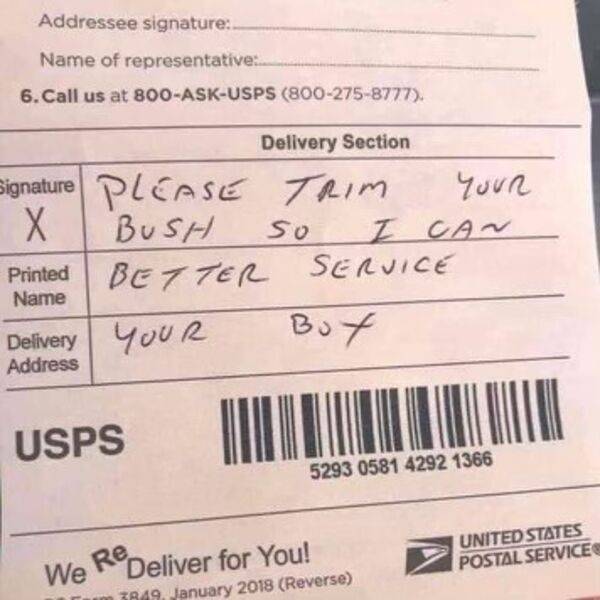 Addressee signature:
Name of representative:
6. Call us at 800-ASK-USPS (800-275-8777).
Delivery Section
Signature
X
PLEASE TRIM YOUR
BUSH SO I CAN
Printed
Name
BETTER SERVICE
Delivery
Address
YOUR BOX
USPS
5293 0581 4292 1366
We ReDeliver for You!
UNITED STATES
POSTAL SERVICE®
Form 3849, January 2018 (Reverse)